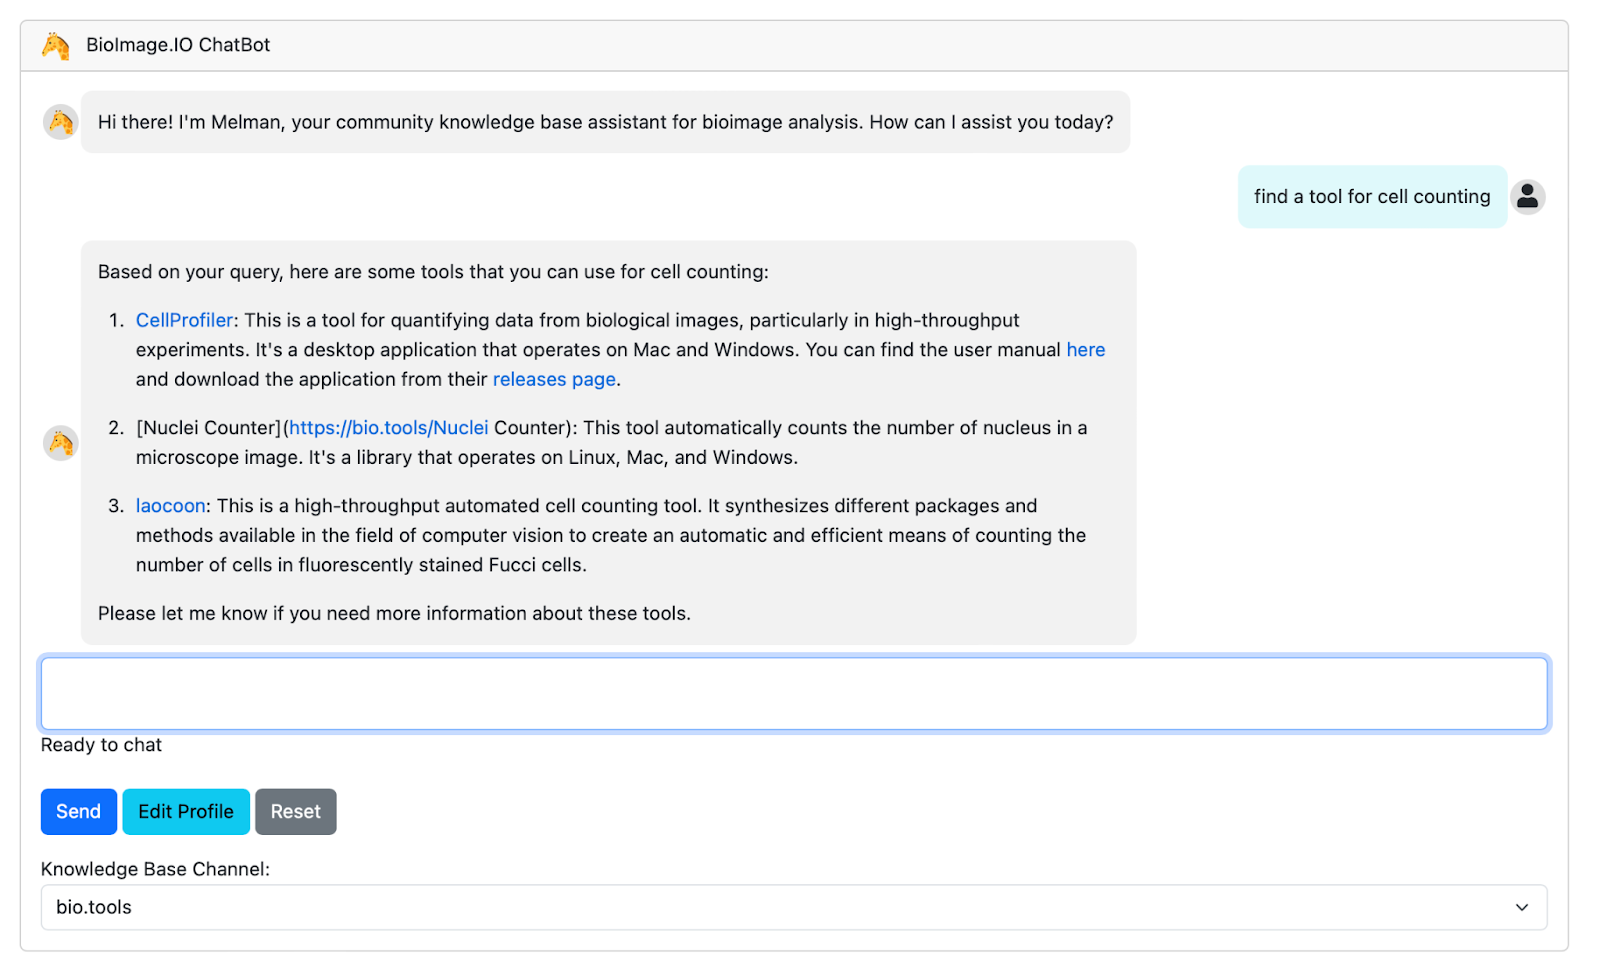 BioImage.IO ChatBot
Hi there! I'm Melman, your community knowledge base assistant for bioimage analysis. How can I assist you today?
find a tool for cell counting
Based on your query, here are some tools that you can use for cell counting:
1. CellProfiler: This is a tool for quantifying data from biological images, particularly in high-throughput
experiments. It's a desktop application that operates on Mac and Windows. You can find the user manual here
and download the application from their releases page.
2. [Nuclei Counter](https://bio.tools/Nuclei Counter): This tool automatically counts the number of nucleus in a
microscope image. It's a library that operates on Linux, Mac, and Windows.
3. laocoon: This is a high-throughput automated cell counting tool. It synthesizes different packages and
methods available in the field of computer vision to create an automatic and efficient means of counting the
number of cells in fluorescently stained Fucci cells.
Please let me know if you need more information about these tools.
Ready to chat
Send Edit Profile Reset
Knowledge Base Channel:
bio.tools